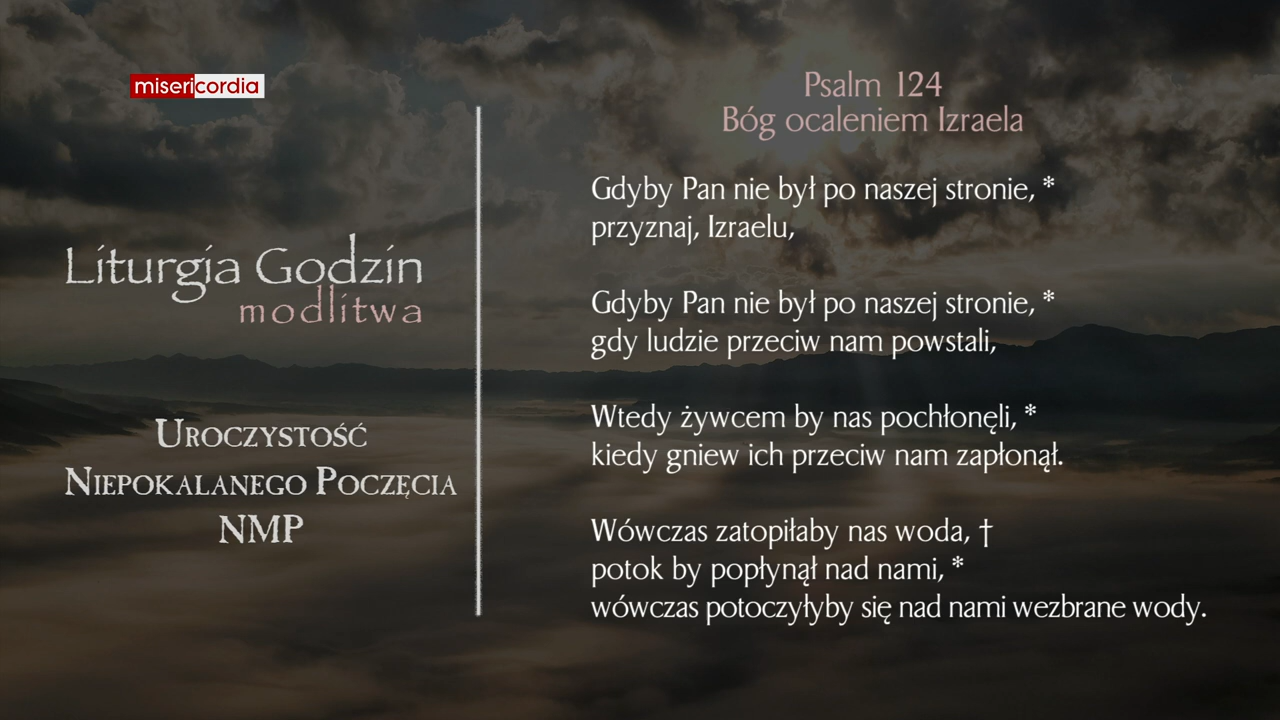 misericordia
Liturgia Godzin
modlitwa
Uroczystość
Niepokalanego Poczęcia
NMP
Psalm 124
Bóg ocaleniem Izraela
Gdyby Pan nie był po naszej stronie, *
przyznaj, Izraelu,
Gdyby Pan nie był po naszej stronie, *
gdy ludzie przeciw nam powstali,
Wtedy żywcem by nas pochłonęli, *
kiedy gniew ich przeciw nam zapłonął.
Wówczas zatopiłaby nas woda, †
potok by popłynął nad nami, *
wówczas potoczyłyby się nad nami wezbrane wody.